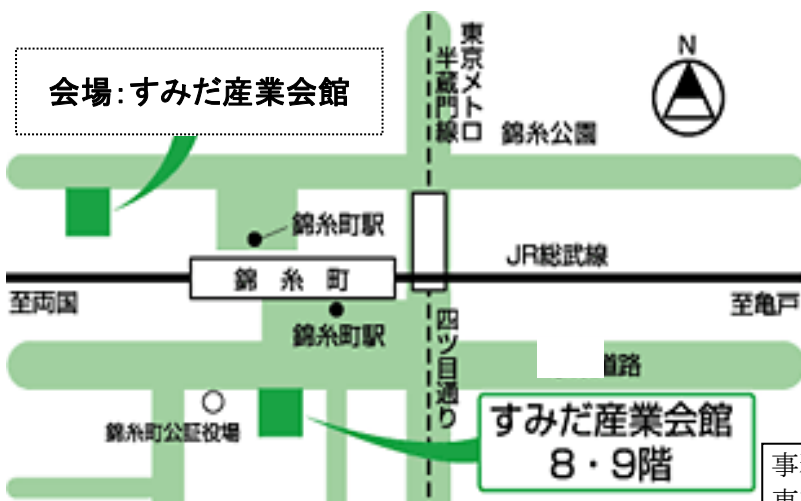 会場:すみだ産業会館
東京メトロ
半蔵門線
N
錦糸公園
錦糸町駅
JR総武線
錦糸町
至両国
至亀戸
錦糸町駅
四ツ目通り
道路
錦糸町公証役場
すみだ産業会館
8・9階